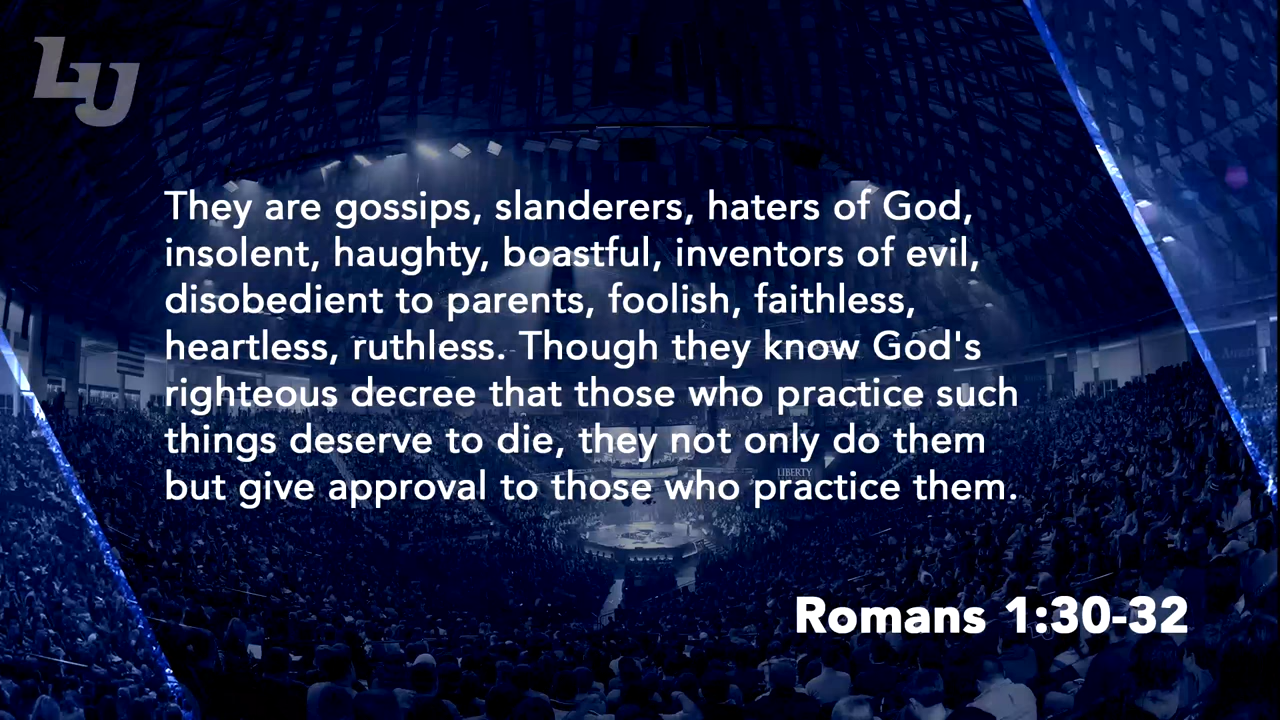 LU
They are gossips, slanderers, haters of God,
insolent, haughty, boastful, inventors of evil,
disobedient to parents, foolish, faithless,
heartless, ruthless. Though they know God's
righteous decree that those who practice such
things deserve to die, they not only do them
but give approval to those who practice them.
LIBERTY
Romans 1:30-32